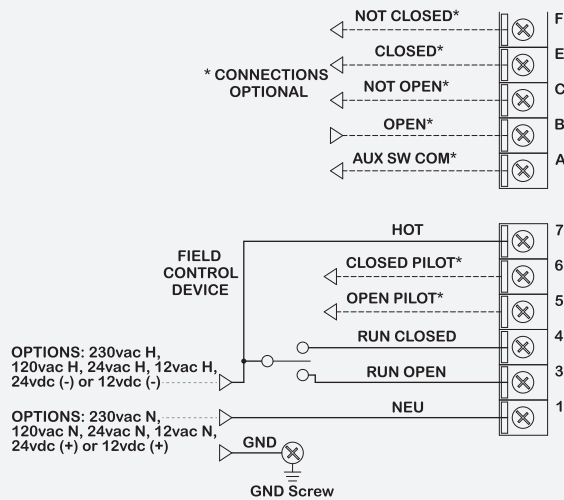 NOT CLOSED*
F
CLOSED*
E
* CONNECTIONS
OPTIONAL
NOT OPEN*
C
OPEN*
B
AUX SW COM*
A
HOT
7
FIELD
CONTROL
DEVICE
CLOSED PILOT*
6
OPEN PILOT*
5
RUN CLOSED
4
OPTIONS: 230vac H,
120vac H, 24vac H, 12vac H,
24vdc (-) or 12vdc (-)
RUN OPEN
3
NEU
1
OPTIONS: 230vac N,
120vac N, 24vac N, 12vac N,
24vdc (+) or 12vdc (+)
GND
GND Screw